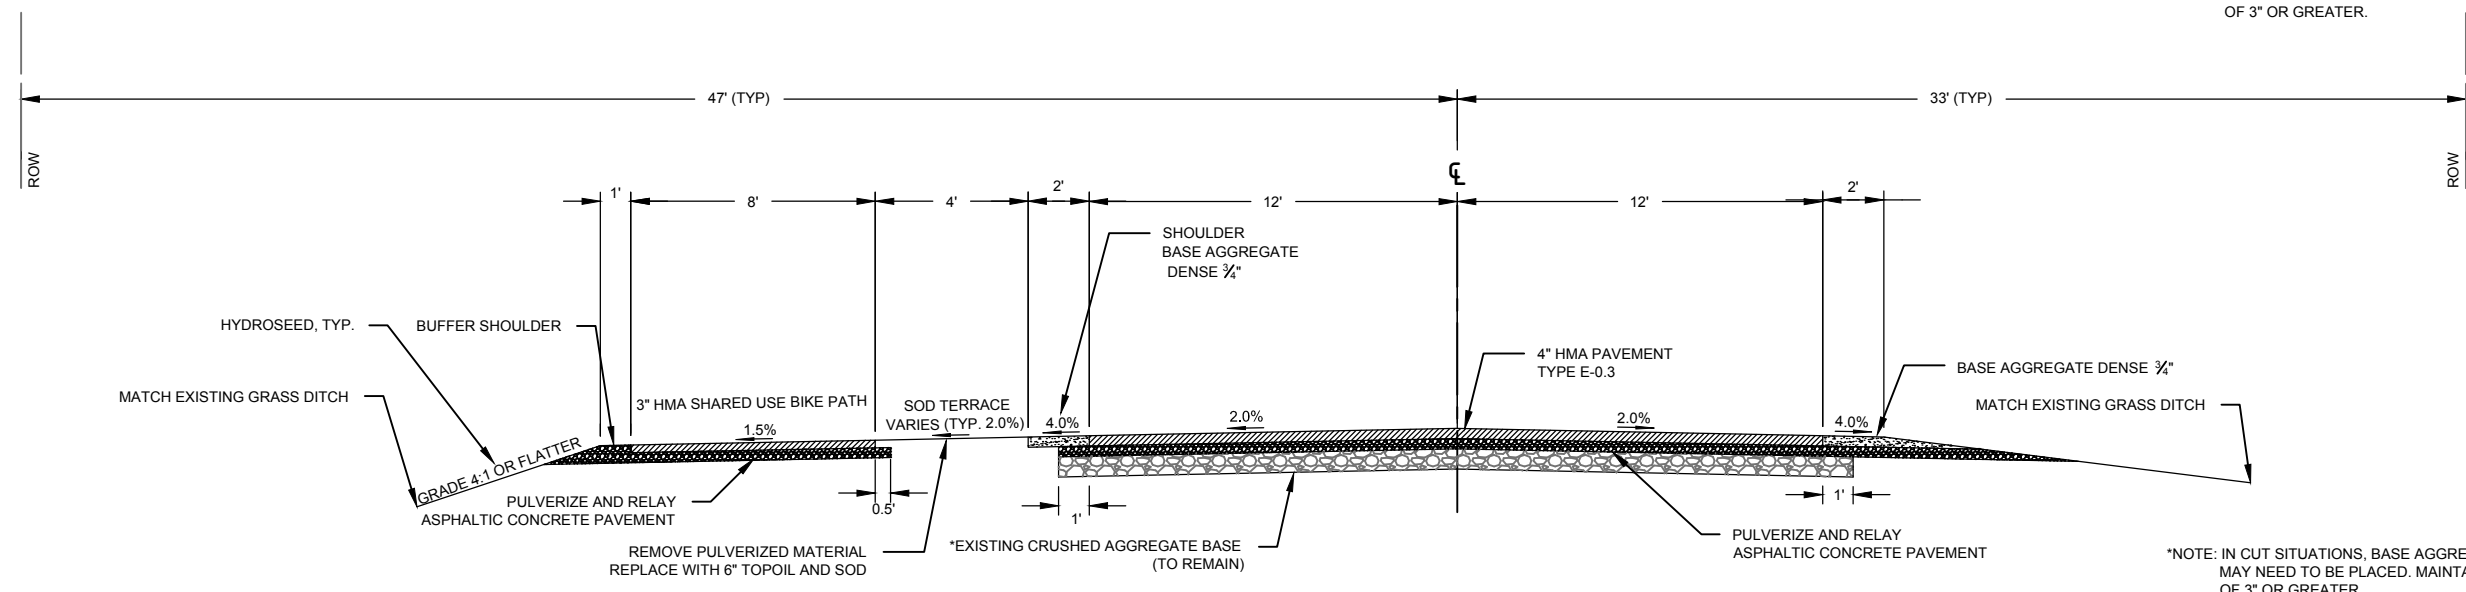 OF 3" OR GREATER.
47' (TYP)
33' (TYP)
ROW
ROW
℄
1'
8'
4'
2'
12'
12'
2'
SHOULDER
BASE AGGREGATE
DENSE ¾"
HYDROSEED, TYP.
BUFFER SHOULDER
4" HMA PAVEMENT
TYPE E-0.3
BASE AGGREGATE DENSE ¾"
MATCH EXISTING GRASS DITCH
3" HMA SHARED USE BIKE PATH
SOD TERRACE
VARIES (TYP. 2.0%)
MATCH EXISTING GRASS DITCH
1.5%
4.0%
2.0%
2.0%
4.0%
GRADE 4:1 OR FLATTER
PULVERIZE AND RELAY
ASPHALTIC CONCRETE PAVEMENT
0.5'
1'
1'
REMOVE PULVERIZED MATERIAL
REPLACE WITH 6" TOPOIL AND SOD
*EXISTING CRUSHED AGGREGATE BASE
(TO REMAIN)
PULVERIZE AND RELAY
ASPHALTIC CONCRETE PAVEMENT
*NOTE: IN CUT SITUATIONS, BASE AGGRE
MAY NEED TO BE PLACED. MAINTA
OF 3" OR GREATER